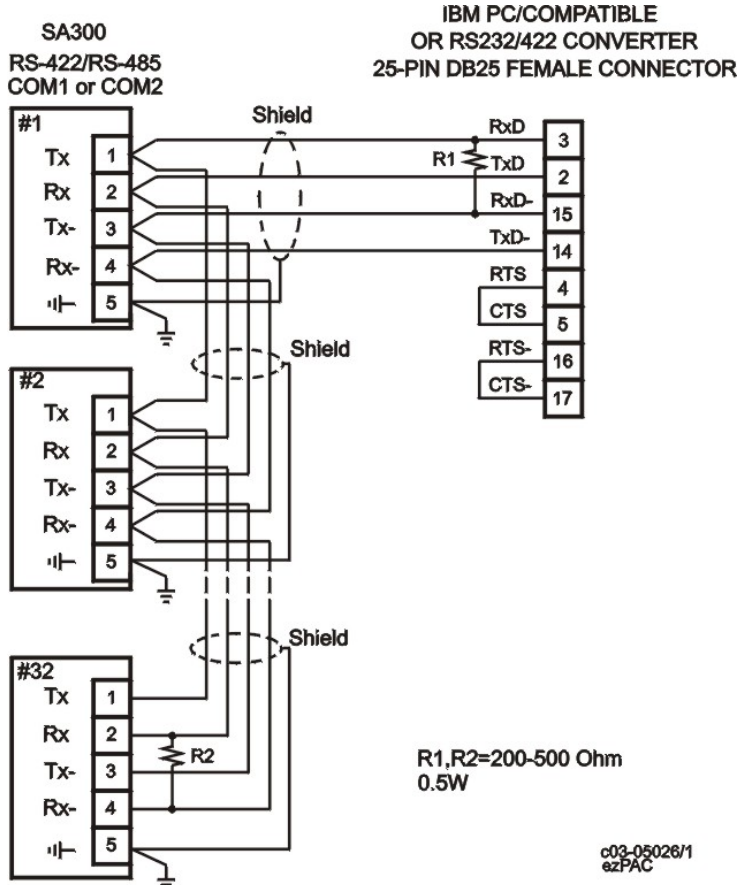 SA300
RS-422/RS-485
COM1 or COM2
IBM PC/COMPATIBLE
OR RS232/422 CONVERTER
25-PIN DB25 FEMALE CONNECTOR
#1
Tx 1
Rx 2
Tx- 3
Rx- 4
5
Shield
R1
RxD 3
TxD 2
RxD- 15
TxD- 14
RTS 4
CTS 5
RTS- 16
CTS- 17
Shield
#2
Tx 1
Rx 2
Tx- 3
Rx- 4
5
Shield
#32
Tx 1
Rx 2
Tx- 3
Rx- 4
5
R2
R1,R2=200-500 Ohm
0.5W
c03-05026/1
ezPAC